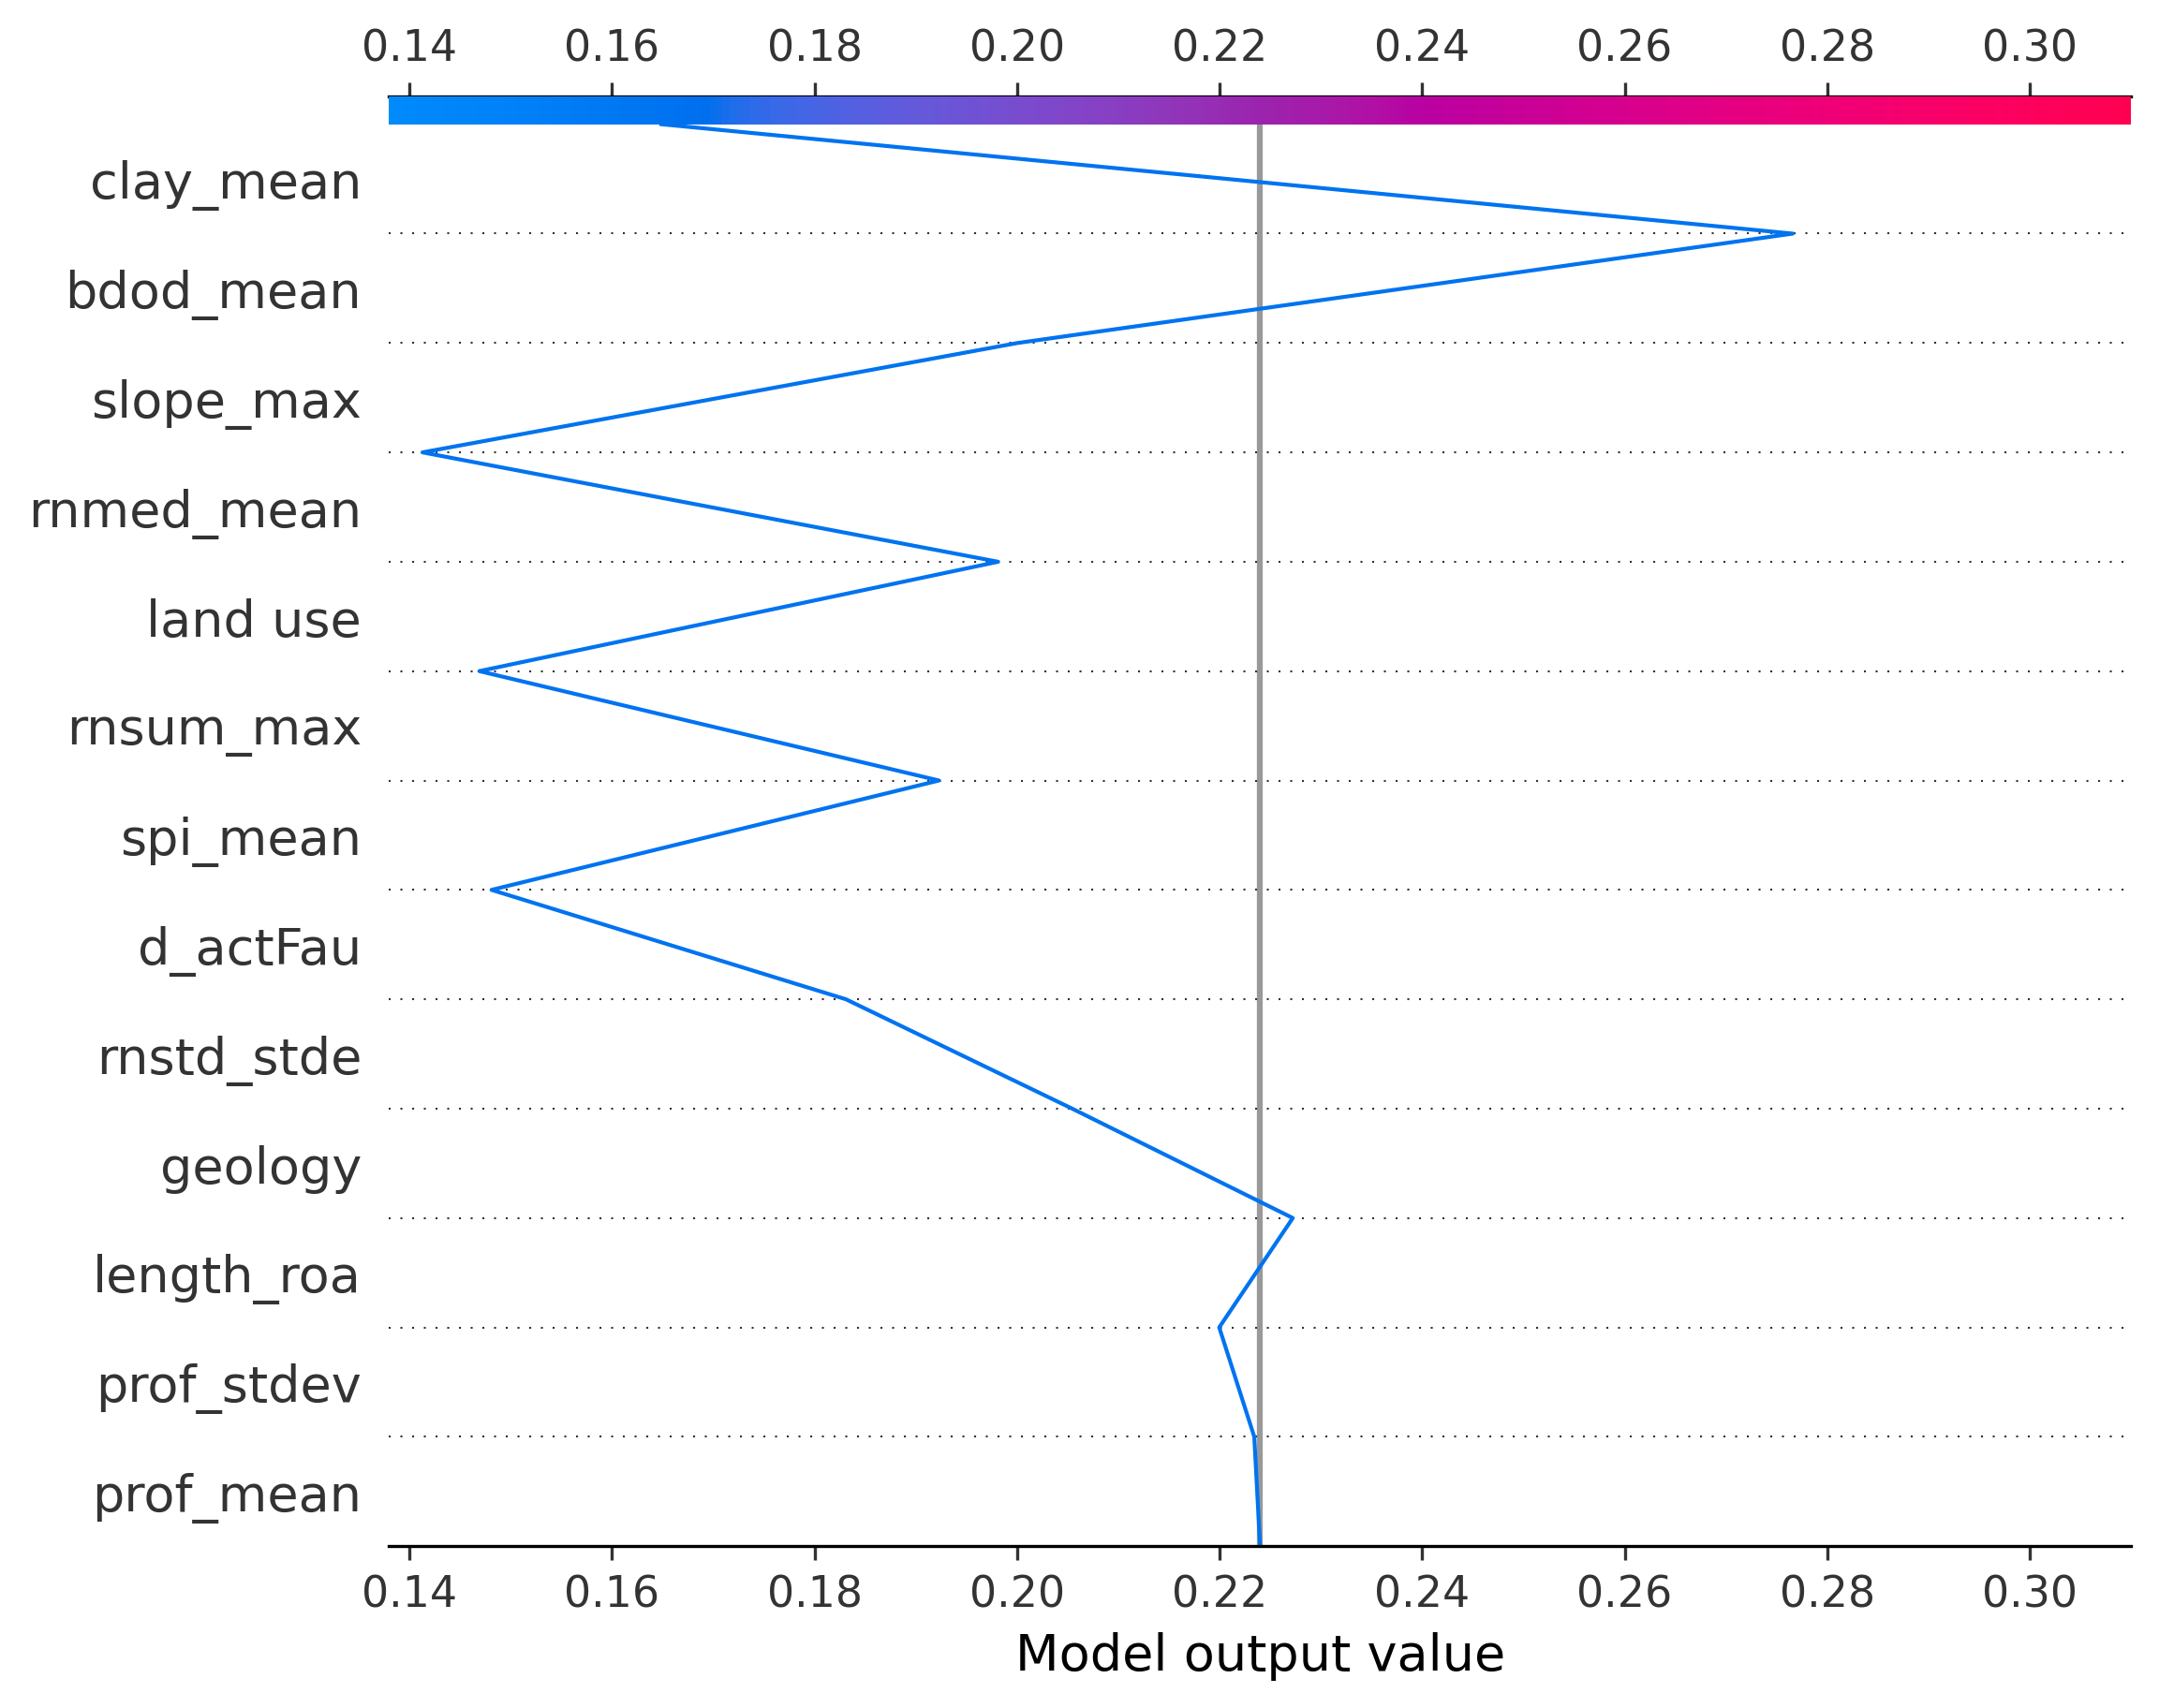 0.14 0.16 0.18 0.20 0.22 0.24 0.26 0.28 0.30
clay_mean
bdod_mean
slope_max
rnmed_mean
land use
rnsum_max
spi_mean
d_actFau
rnstd_stde
geology
length_roa
prof_stdev
prof_mean
0.14 0.16 0.18 0.20 0.22 0.24 0.26 0.28 0.30
Model output value